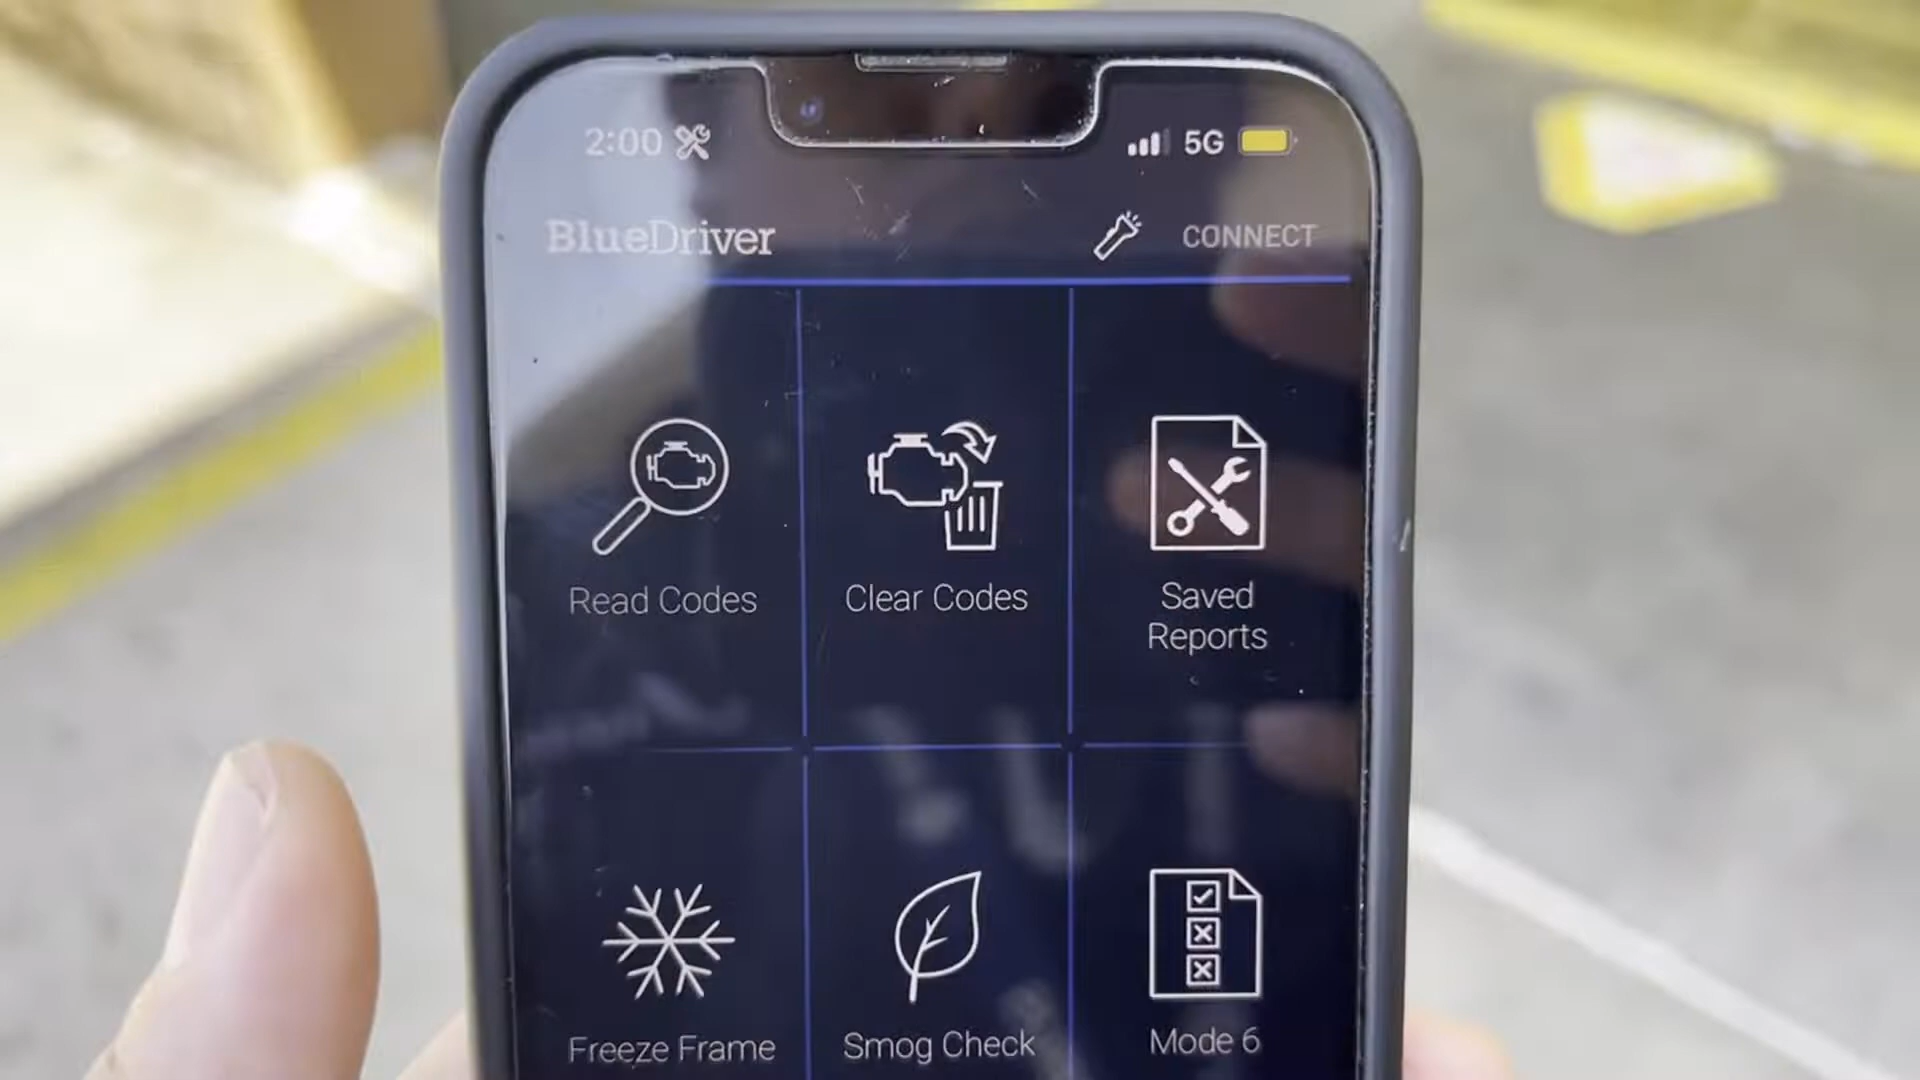 2:00
5G
BlueDriver
CONNECT
Read Codes
Clear Codes
Saved
Reports
Freeze Frame
Smog Check
Mode 6